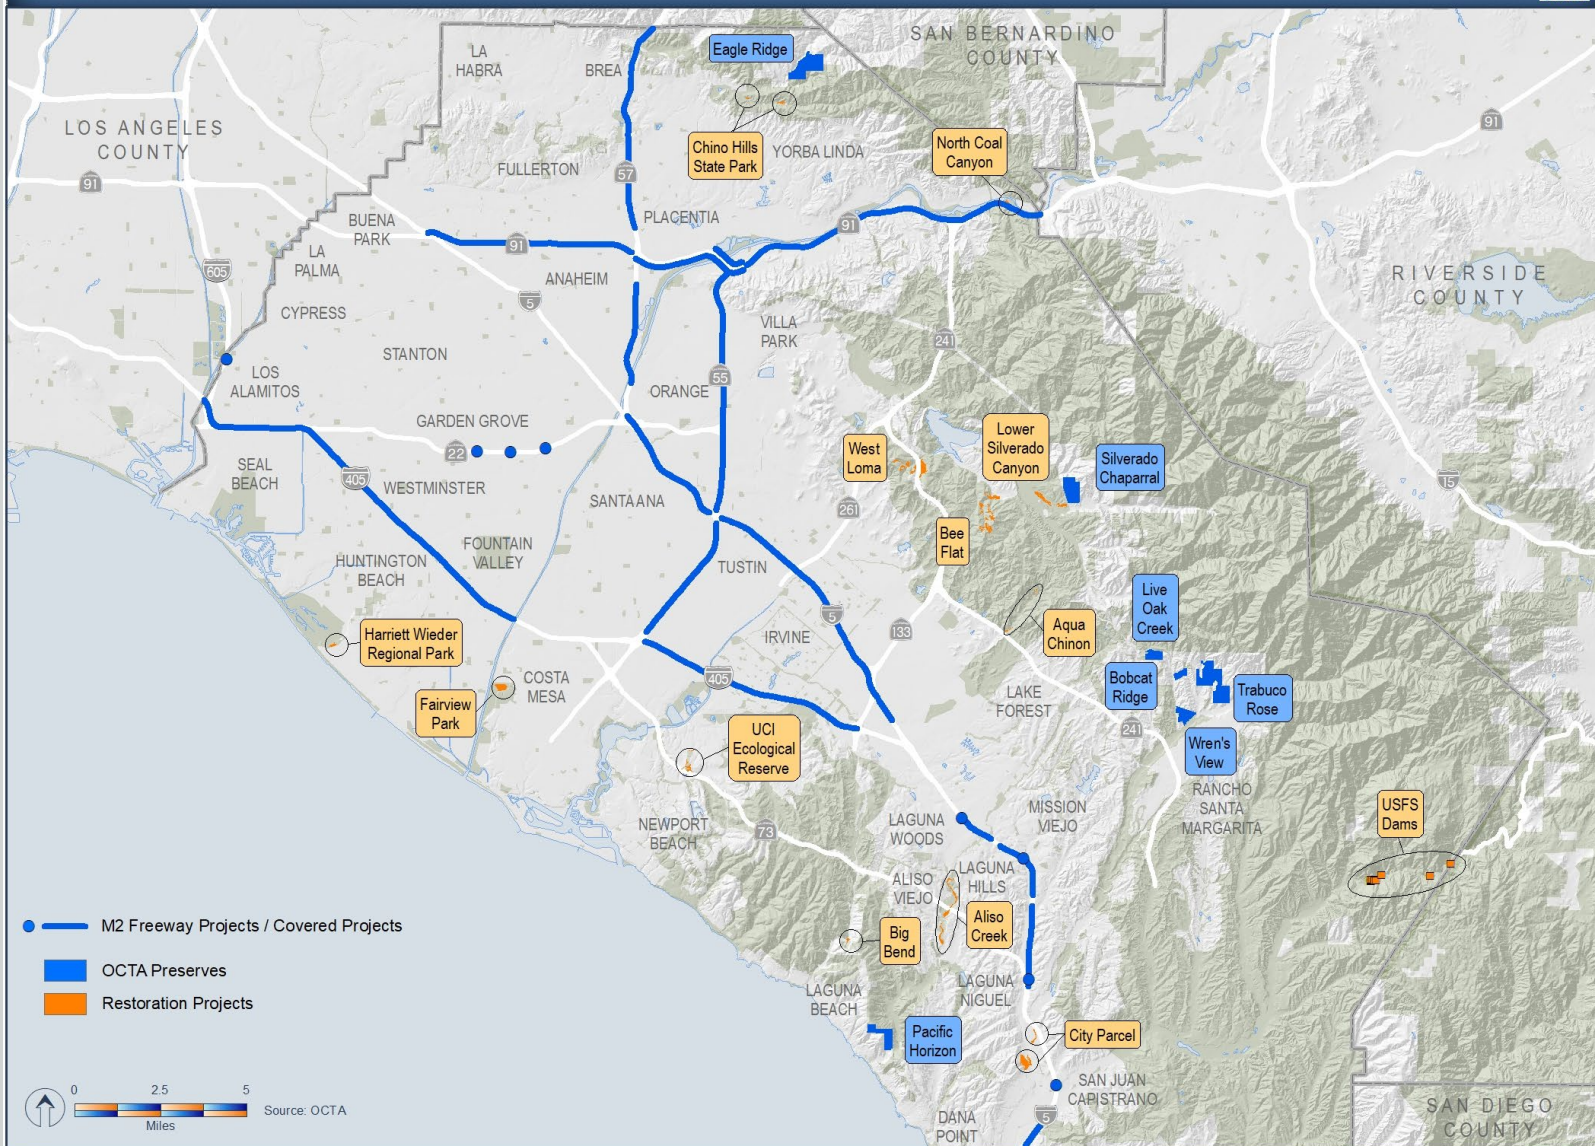 SAN BERNARDINO
COUNTY
LA
HABRA
BREA
Eagle Ridge
LOS ANGELES
COUNTY
91
Chino Hills
State Park
YORBA LINDA
North Coal
Canyon
91
FULLERTON
57
BUENA
PARK
PLACENTIA
91
91
LA
PALMA
605
ANAHEIM
5
RIVERSIDE
COUNTY
CYPRESS
VILLA
PARK
STANTON
241
LOS
ALAMITOS
ORANGE
55
GARDEN GROVE
22
West
Loma
Lower
Silverado
Canyon
Silverado
Chaparral
SEAL
BEACH
405
WESTMINSTER
SANTA ANA
261
15
FOUNTAIN
VALLEY
Bee
Flat
HUNTINGTON
BEACH
TUSTIN
Live
Oak
Creek
Harriett Wieder
Regional Park
IRVINE
5
133
Aqua
Chinon
COSTA
MESA
405
LAKE
FOREST
Bobcat
Ridge
Trabuco
Rose
Fairview
Park
UCI
Ecological
Reserve
241
Wren's
View
RANCHO
SANTA
MARGARITA
NEWPORT
BEACH
73
LAGUNA
WOODS
MISSION
VIEJO
USFS
Dams
ALISO
VIEJO
LAGUNA
HILLS
Aliso
Creek
Big
Bend
M2 Freeway Projects / Covered Projects
OCTA Preserves
Restoration Projects
LAGUNA
BEACH
LAGUNA
NIGUEL
Pacific
Horizon
City Parcel
SAN JUAN
CAPISTRANO
5
DANA
POINT
0 2.5 5
Miles
Source: OCTA
SAN DIEGO
COUNTY